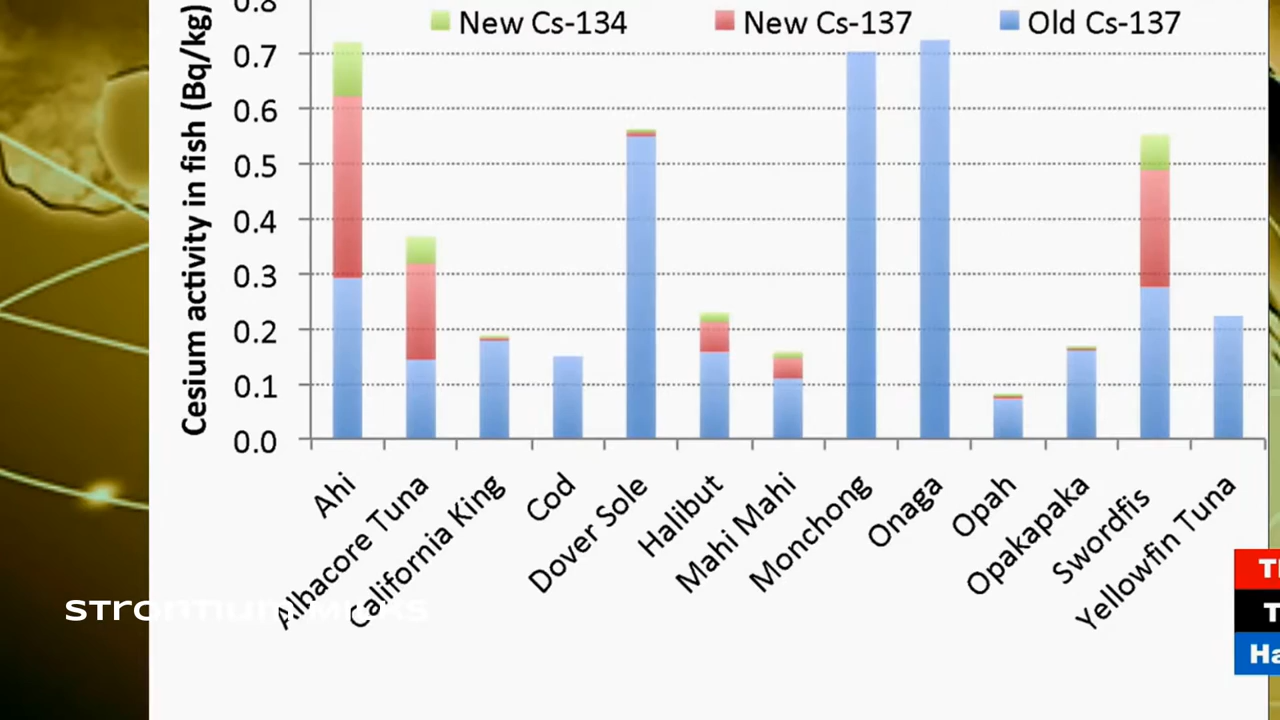 0.8
New Cs-134
New Cs-137
Old Cs-137
Cesium activity in fish (Bq/kg)
0.7
0.6
0.5
0.4
0.3
0.2
0.1
0.0
Ahi
Albacore Tuna
California King
Cod
Dover Sole
Halibut
Mahi Mahi
Monchong
Onaga
Opah
Opakapaka
Swordfis
Yellowfin Tuna
Strontium Milks